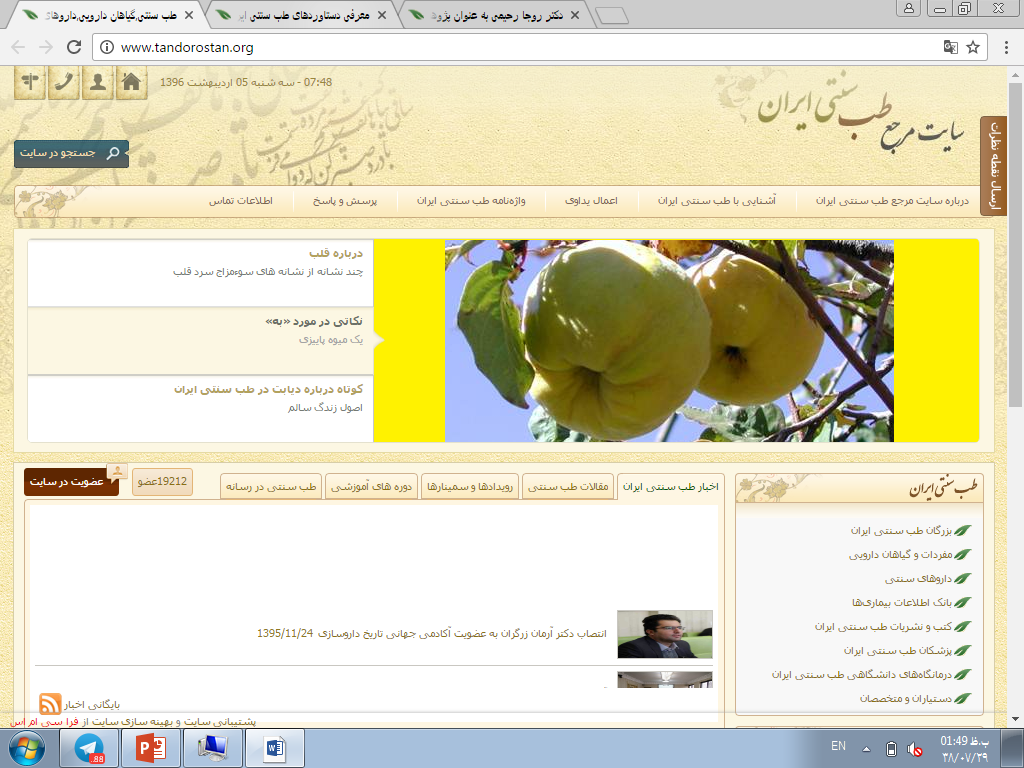 طب سنتی,گیاهان دارویی,داروهای
معرفی دستاوردهای طب سنتی ایر
دکتر روجا رحیمی به عنوان پژوه
www.tandorostan.org
07:48 - سه شنبه 05 اردیبهشت 1396
سایت مرجع طب سنتی ایران
جستجو در سایت
ارسال نقطه نظرات
درباره سایت مرجع طب سنتی ایران
آشنایی با طب سنتی ایران
اعمال یداوی
واژه‌نامه طب سنتی ایران
پرسش و پاسخ
اطلاعات تماس
درباره قلب
چند نشانه از نشانه های سوءمزاج سرد قلب
نکاتی در مورد «به»
یک میوه پاییزی
کوتاه درباره دیابت در طب سنتی ایران
اصول زندگ سالم
طب سنتی ایران
بزرگان طب سنتی ایران
مفردات و گیاهان دارویی
داروهای سنتی
بانک اطلاعات بیماری‌ها
کتب و نشریات طب سنتی ایران
پزشکان طب سنتی ایران
درمانگاه‌های دانشگاهی طب سنتی ایران
دستیاران و متخصصان
اخبار طب سنتی ایران
مقالات طب سنتی
رویدادها و سمینارها
دوره های آموزشی
طب سنتی در رسانه
19212عضو
عضویت در سایت
انتصاب دکتر آرمان زرگران به عضویت آکادمی جهانی تاریخ داروسازی 1395/11/24
بایگانی اخبار
پشتیبانی سایت و بهینه سازی سایت از فرا سی ام اس
.88
EN
01:49 ب.ظ
۳۸/۰۷/۲۹